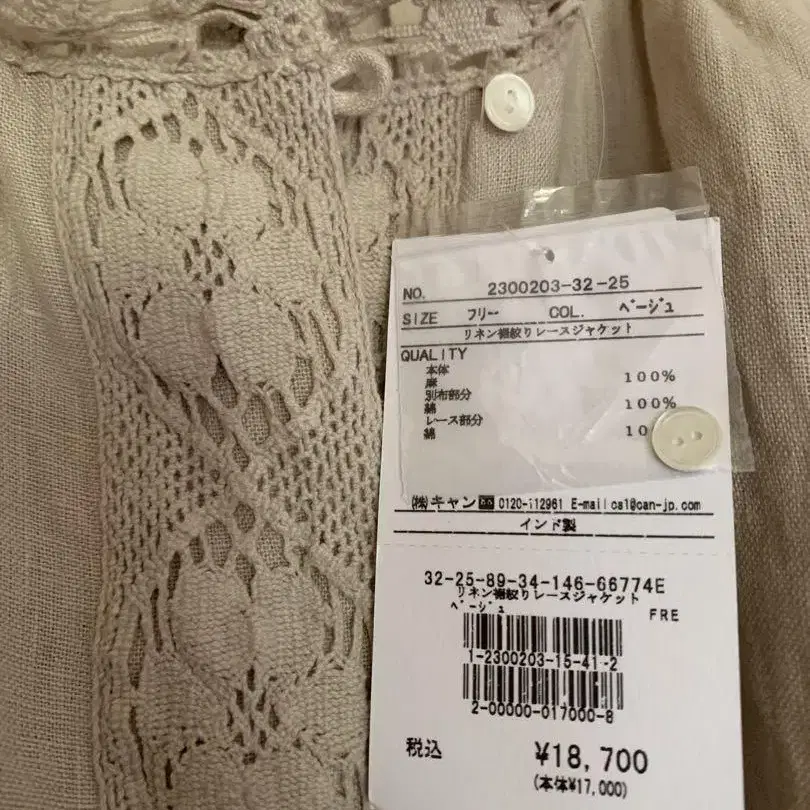 NO. 2300203-32-25
SIZE フリー COL. ベージュ
リネン裾絞りレースジャケット
QUALITY
本体
麻 100%
別布部分
綿 100%
レース部分
綿 10
(株)キャン 0120-112961 E-mail cs1@can-jp.com
インド製
32-25-89-34-146-66774E
リネン裾絞りレースジャケット
ベージュ
FRE
1-2300203-15-41-2
2-00000-017000-8
税込 ¥18,700
(本体¥17,000)